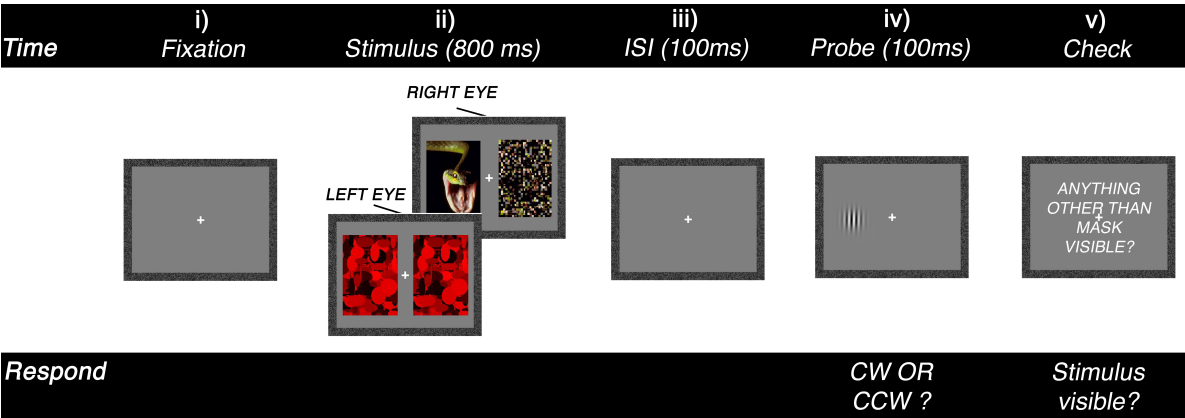 i) ii) iii) iv) v)
Time Fixation Stimulus (800 ms) ISI (100ms) Probe (100ms) Check
RIGHT EYE
LEFT EYE
ANYTHING
OTHER THAN
MASK
VISIBLE?
Respond CW OR Stimulus
CCW ? visible?